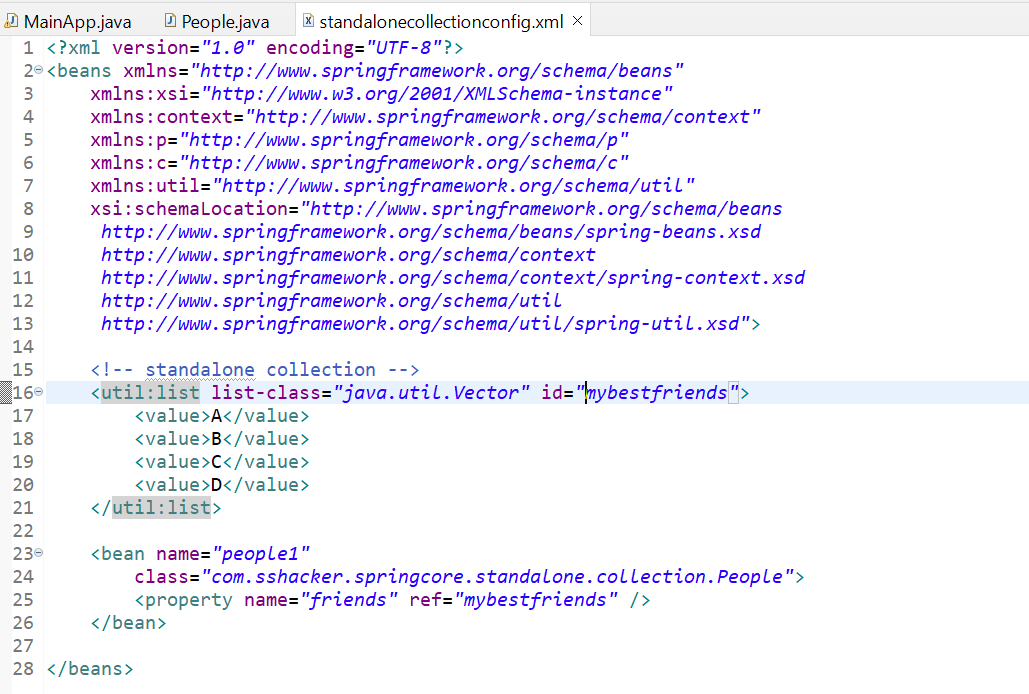 MainApp.java People.java standalonecollectionconfig.xml
1 <?xml version="1.0" encoding="UTF-8"?>
2 <beans xmlns="http://www.springframework.org/schema/beans"
3 xmlns:xsi="http://www.w3.org/2001/XMLSchema-instance"
4 xmlns:context="http://www.springframework.org/schema/context"
5 xmlns:p="http://www.springframework.org/schema/p"
6 xmlns:c="http://www.springframework.org/schema/c"
7 xmlns:util="http://www.springframework.org/schema/util"
8 xsi:schemaLocation="http://www.springframework.org/schema/beans
9 http://www.springframework.org/schema/beans/spring-beans.xsd
10 http://www.springframework.org/schema/context
11 http://www.springframework.org/schema/context/spring-context.xsd
12 http://www.springframework.org/schema/util
13 http://www.springframework.org/schema/util/spring-util.xsd">
14
15 <!-- standalone collection -->
16 <util:list list-class="java.util.Vector" id="mybestfriends">
17 <value>A</value>
18 <value>B</value>
19 <value>C</value>
20 <value>D</value>
21 </util:list>
22
23 <bean name="people1"
24 class="com.sshacker.springcore.standalone.collection.People">
25 <property name="friends" ref="mybestfriends" />
26 </bean>
27
28 </beans>